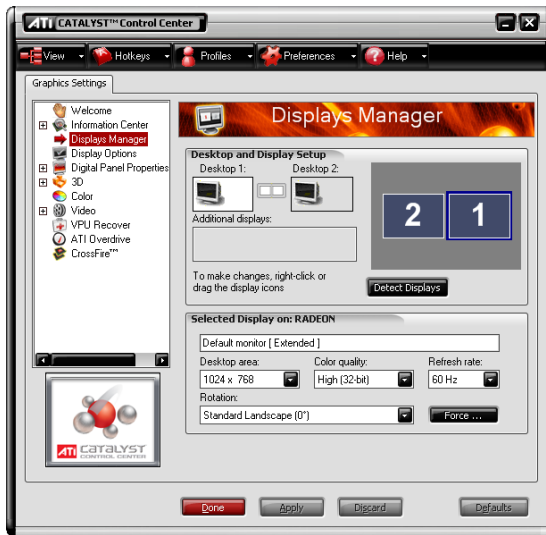 ATI CATALYST™ Control Center
View Hotkeys Profiles Preferences Help
Graphics Settings
Welcome
Information Center
Displays Manager
Display Options
Digital Panel Properties
3D
Color
Video
VPU Recover
ATI Overdrive
CrossFire™
ATI CATALYST
CONTROL CENTER
Displays Manager
Desktop and Display Setup
Desktop 1: Desktop 2:
Additional displays:
2 1
To make changes, right-click or
drag the display icons
Detect Displays
Selected Display on: RADEON
Default monitor [ Extended ]
Desktop area: Color quality: Refresh rate:
1024 x 768 High (32-bit) 60 Hz
Rotation:
Standard Landscape (0°) Force ...
Done Apply Discard Defaults